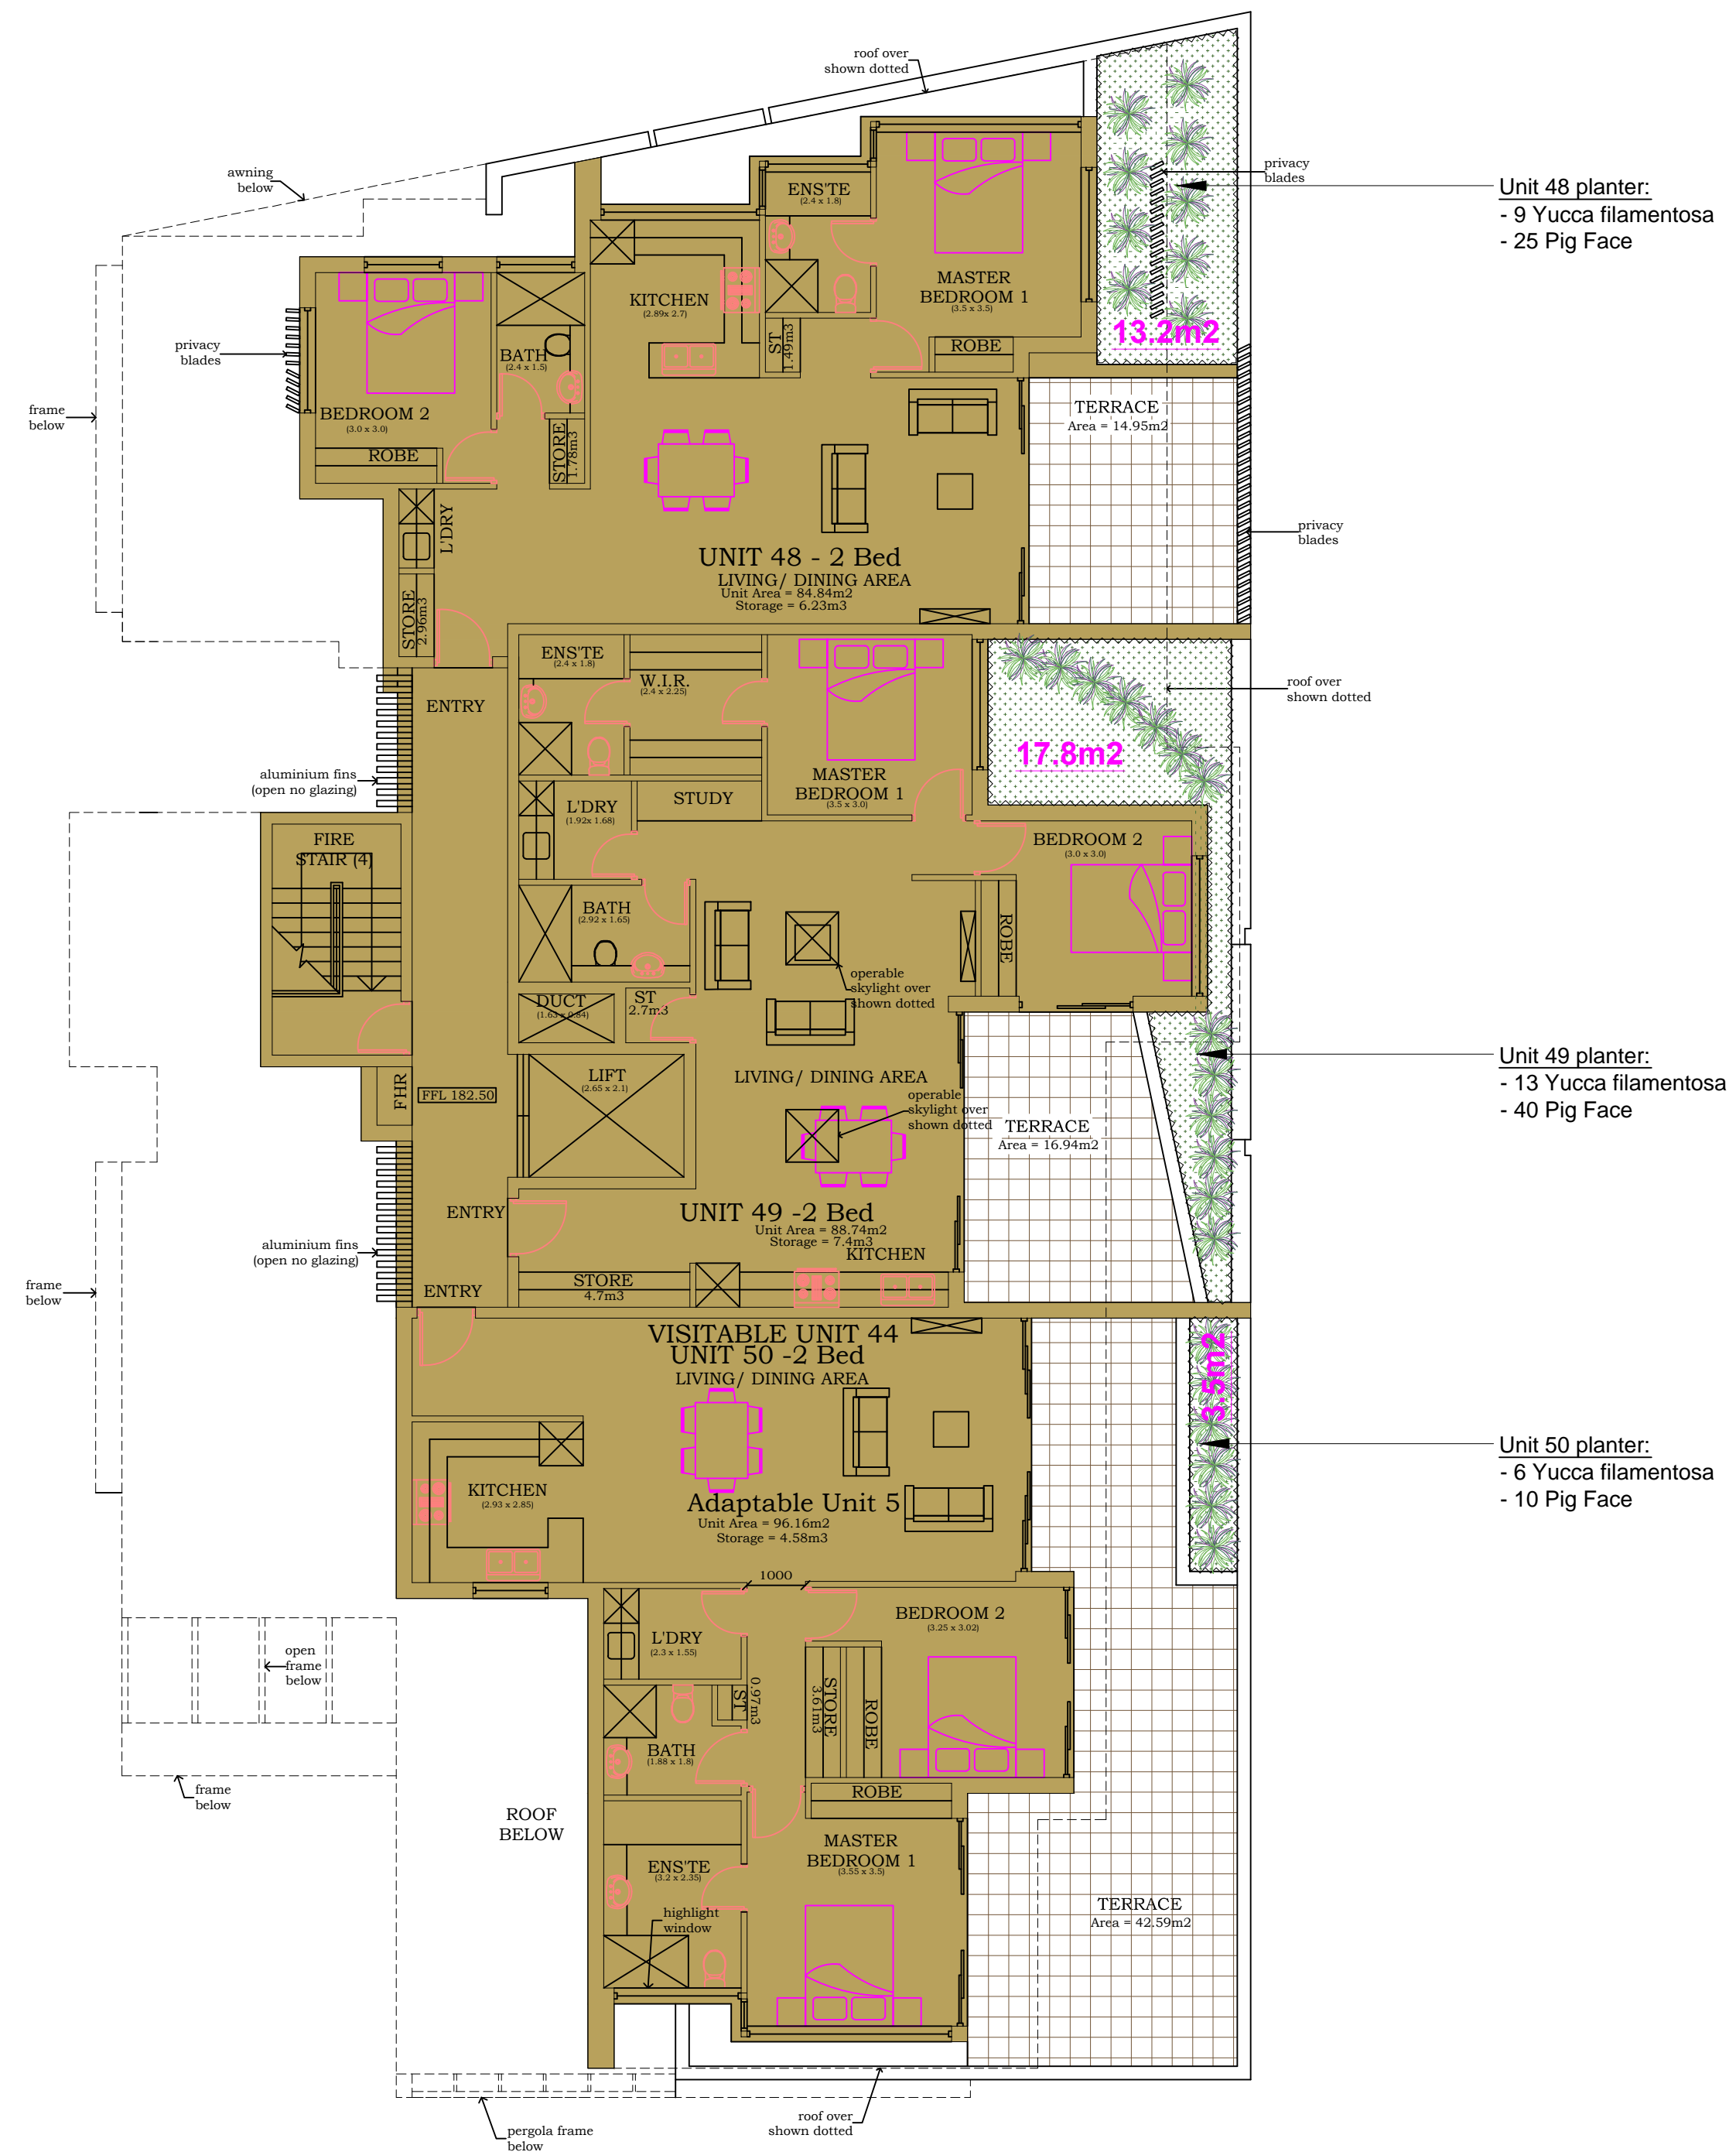 roof over
shown dotted
awning
below
ENS'TE
(2.4 x 1.8)
privacy
blades
Unit 48 planter:
- 9 Yucca filamentosa
- 25 Pig Face
MASTER
BEDROOM 1
(3.5 x 3.5)
KITCHEN
(2.89x 2.7)
13.2m2
ST
1.49m3
ROBE
privacy
blades
BATH
(2.4 x 1.5)
frame
below
BEDROOM 2
(3.0 x 3.0)
TERRACE
Area = 14.95m2
ROBE
STORE
1.78m3
L'DRY
privacy
blades
UNIT 48 - 2 Bed
LIVING/ DINING AREA
Unit Area = 84.84m2
Storage = 6.23m3
STORE
2.96m3
ENS'TE
(2.4 x 1.8)
W.I.R.
(2.4 x 2.25)
roof over
shown dotted
ENTRY
17.8m2
aluminium fins
(open no glazing)
MASTER
BEDROOM 1
(3.5 x 3.0)
L'DRY
(1.92x 1.68)
STUDY
FIRE
STAIR (4)
BEDROOM 2
(3.0 x 3.0)
BATH
(2.92 x 1.65)
ROBE
operable
skylight over
shown dotted
DUCT
(1.63 x 0.84)
ST
2.7m3
Unit 49 planter:
- 13 Yucca filamentosa
- 40 Pig Face
LIFT
(2.65 x 2.1)
LIVING/ DINING AREA
FHR
FFL 182.50
operable
skylight over
shown dotted
TERRACE
Area = 16.94m2
ENTRY
UNIT 49 -2 Bed
Unit Area = 88.74m2
Storage = 7.4m3
KITCHEN
aluminium fins
(open no glazing)
frame
below
ENTRY
STORE
4.7m3
VISITABLE UNIT 44
UNIT 50 -2 Bed
LIVING/ DINING AREA
3.5m2
Unit 50 planter:
- 6 Yucca filamentosa
- 10 Pig Face
KITCHEN
(2.93 x 2.85)
Adaptable Unit 5
Unit Area = 96.16m2
Storage = 4.58m3
1000
BEDROOM 2
(3.25 x 3.02)
L'DRY
(2.3 x 1.55)
open
frame
below
ST
0.97m3
STORE
3.61m3
ROBE
BATH
(1.88 x 1.8)
frame
below
ROBE
ROOF
BELOW
MASTER
BEDROOM 1
(3.55 x 3.5)
ENS'TE
(3.2 x 2.35)
highlight
window
TERRACE
Area = 42.59m2
roof over
shown dotted
pergola frame
below